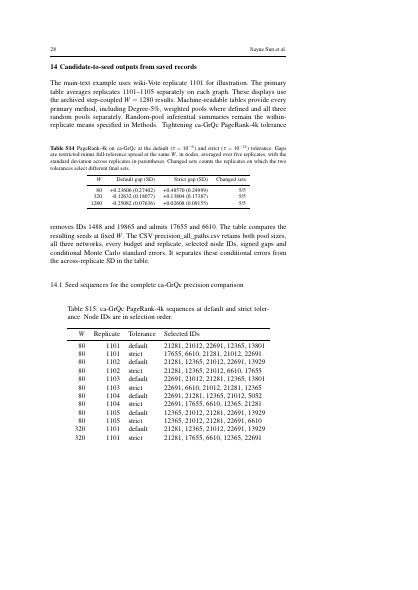 28 Jiayue Sun et al.
14 Candidate-to-seed outputs from saved records
The main-text example uses wiki-Vote replicate 1101 for illustration. The primary
table averages replicates 1101–1105 separately on each graph. These displays use
the archived step-coupled W = 1280 results. Machine-readable tables provide every
primary method, including Degree-5%, weighted pools where defined and all three
random pools separately. Random-pool inferential summaries remain the within-
replicate means specified in Methods. Tightening ca-GrQc PageRank-4k tolerance
Table S14 PageRank-4k on ca-GrQc at the default (τ = 10⁻⁶) and strict (τ = 10⁻¹²) tolerance. Gaps
are restricted minus full-reference spread at the same W, in nodes, averaged over five replicates, with the
standard deviation across replicates in parentheses. Changed sets counts the replicates on which the two
tolerances select different final sets.
W Default gap (SD) Strict gap (SD) Changed sets
80 +0.23606 (0.27402) +0.48570 (0.24999) 5/5
320 -0.12632 (0.18077) +0.13804 (0.17387) 5/5
1280 -0.25082 (0.07636) +0.02608 (0.08155) 5/5
removes IDs 1488 and 19865 and admits 17655 and 6610. The table compares the
resulting seeds at fixed W. The CSV precision_all_paths.csv retains both pool sizes,
all three networks, every budget and replicate, selected node IDs, signed gaps and
conditional Monte Carlo standard errors. It separates these conditional errors from
the across-replicate SD in the table.
14.1 Seed sequences for the complete ca-GrQc precision comparison
Table S15: ca-GrQc PageRank-4k sequences at default and strict toler-
ance. Node IDs are in selection order.
W Replicate Tolerance Selected IDs
80 1101 default 21281, 21012, 22691, 12365, 13801
80 1101 strict 17655, 6610, 21281, 21012, 22691
80 1102 default 21281, 12365, 21012, 22691, 13929
80 1102 strict 21281, 12365, 21012, 6610, 17655
80 1103 default 22691, 21012, 21281, 12365, 13801
80 1103 strict 22691, 6610, 21012, 21281, 12365
80 1104 default 22691, 21281, 12365, 21012, 5052
80 1104 strict 22691, 17655, 6610, 12365, 21281
80 1105 default 12365, 21012, 21281, 22691, 13929
80 1105 strict 12365, 21012, 21281, 22691, 6610
320 1101 default 21281, 12365, 21012, 22691, 13929
320 1101 strict 21281, 17655, 6610, 12365, 22691